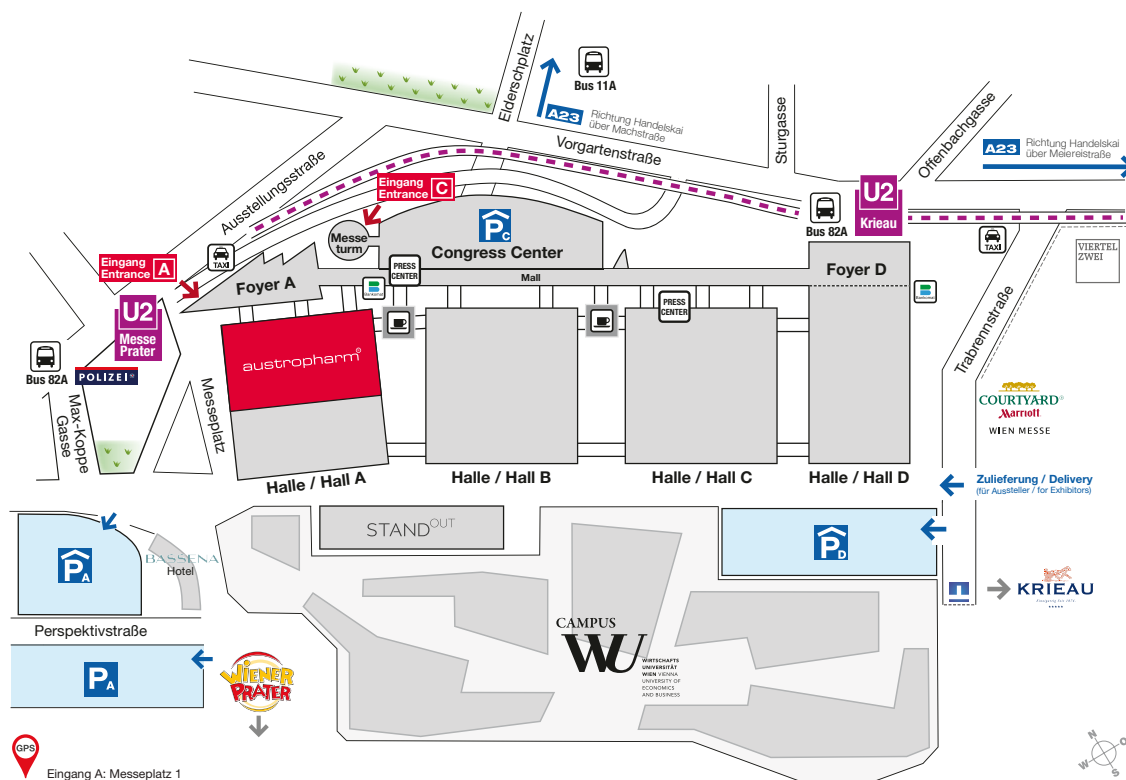 Elderschplatz
Bus 11A
A23
Richtung Handelskai
über Machstraße
Sturgasse
Offenbachgasse
A23
Richtung Handelskai
über Meiereistraße
Vorgartenstraße
Ausstellungsstraße
Eingang
Entrance C
U2
Krieau
Bus 82A
TAXI
VIERTEL
ZWEI
Messe
turm
P C
Congress Center
TAXI
Eingang
Entrance A
Foyer A
PRESS
CENTER
Mall
Foyer D
Bankomat
Bankomat
U2
Messe
Prater
PRESS
CENTER
Bus 82A
POLIZEI
austropharm®
Trabrennstraße
Messeplatz
Max-Koppe
Gasse
COURTYARD®
Marriott
WIEN MESSE
Halle / Hall A
Halle / Hall B
Halle / Hall C
Halle / Hall D
Zulieferung / Delivery
(für Aussteller / for Exhibitors)
STANDOUT
P A
BASSENA
Hotel
P D
KRIEAU
Perspektivstraße
CAMPUS
WU
WIRTSCHAFTS
UNIVERSITÄT
WIEN VIENNA
UNIVERSITY OF
ECONOMICS
AND BUSINESS
P A
WIENER
PRATER
GPS
Eingang A: Messeplatz 1
N
O
S
W